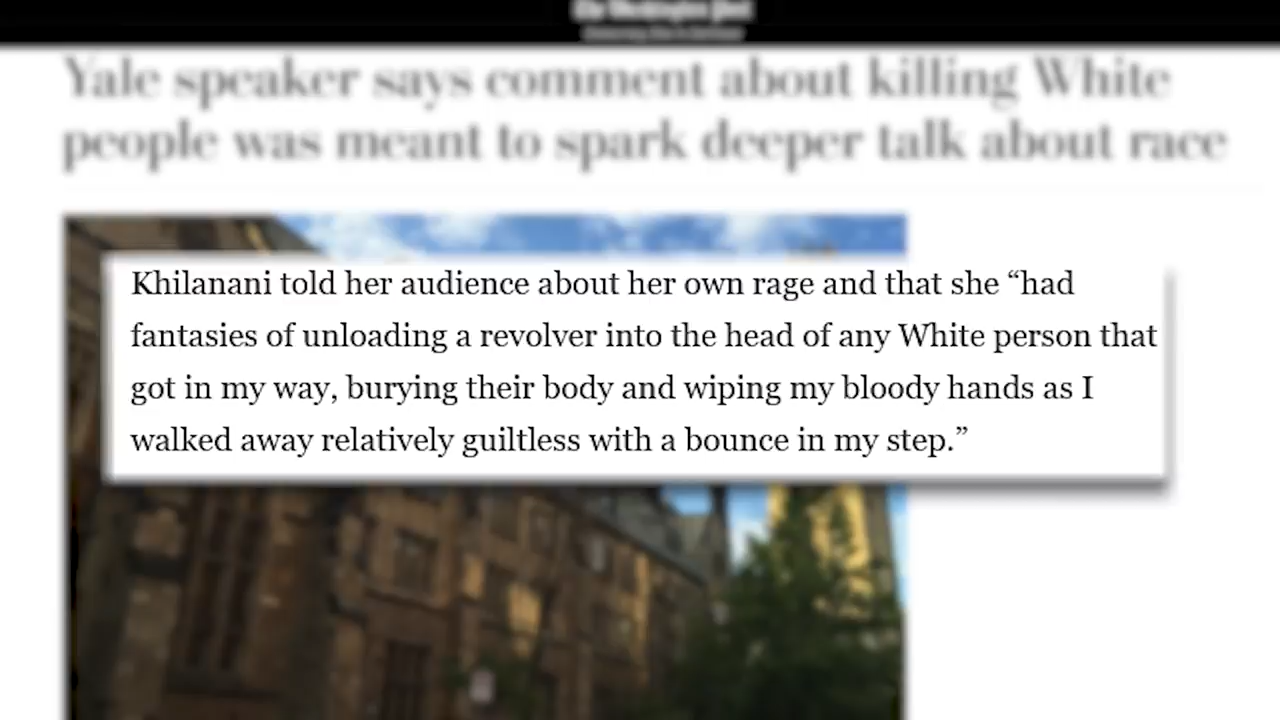 The Washington Post
Yale speaker says comment about killing White
people was meant to spark deeper talk about race
Khilanani told her audience about her own rage and that she “had
fantasies of unloading a revolver into the head of any White person that
got in my way, burying their body and wiping my bloody hands as I
walked away relatively guiltless with a bounce in my step.”